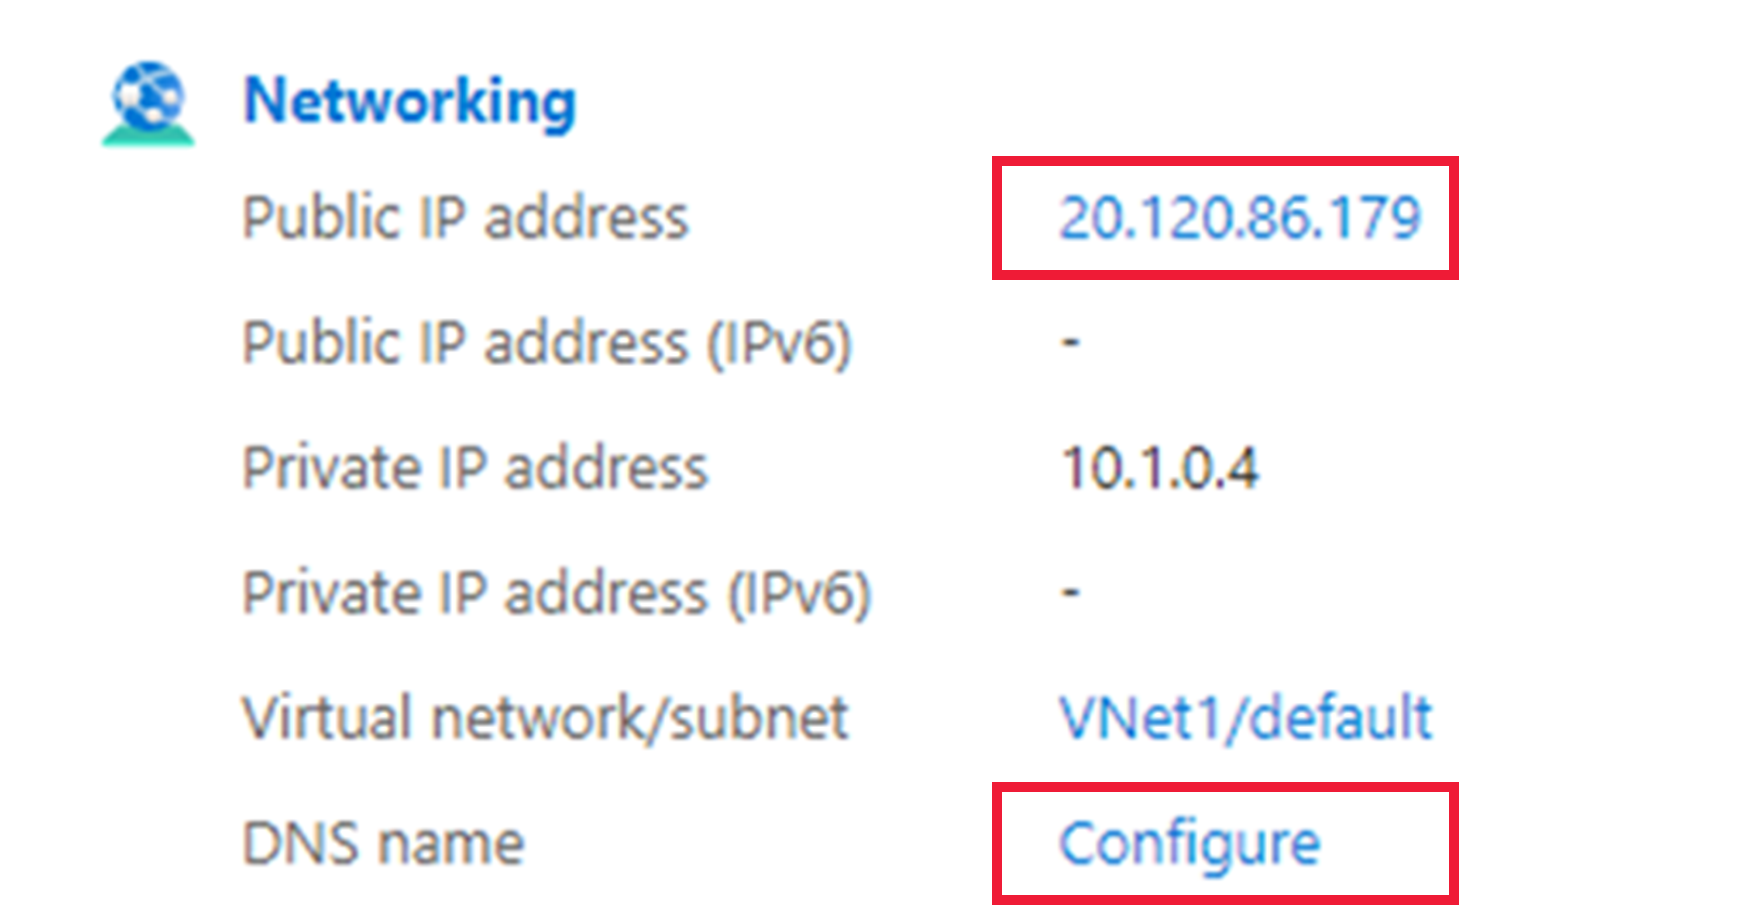 Networking
Public IP address 20.120.86.179
Public IP address (IPv6) -
Private IP address 10.1.0.4
Private IP address (IPv6) -
Virtual network/subnet VNet1/default
DNS name Configure